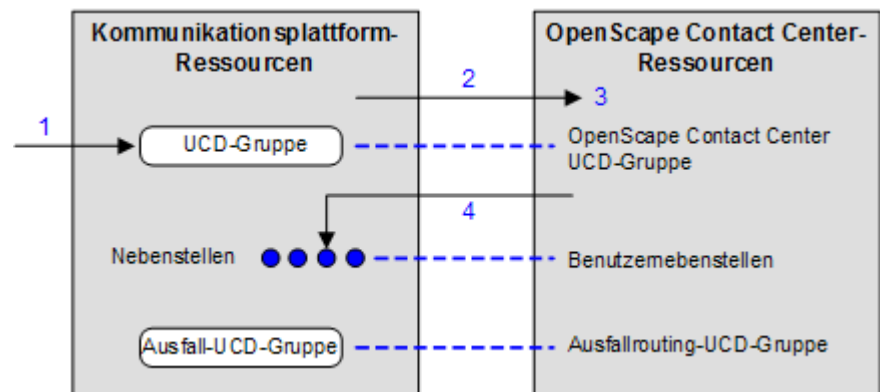 Kommunikationsplattform-
Ressourcen
OpenScape Contact Center-
Ressourcen
2
3
1
UCD-Gruppe
OpenScape Contact Center
UCD-Gruppe
4
Nebenstellen
Benutzernebenstellen
Ausfall-UCD-Gruppe
Ausfallrouting-UCD-Gruppe